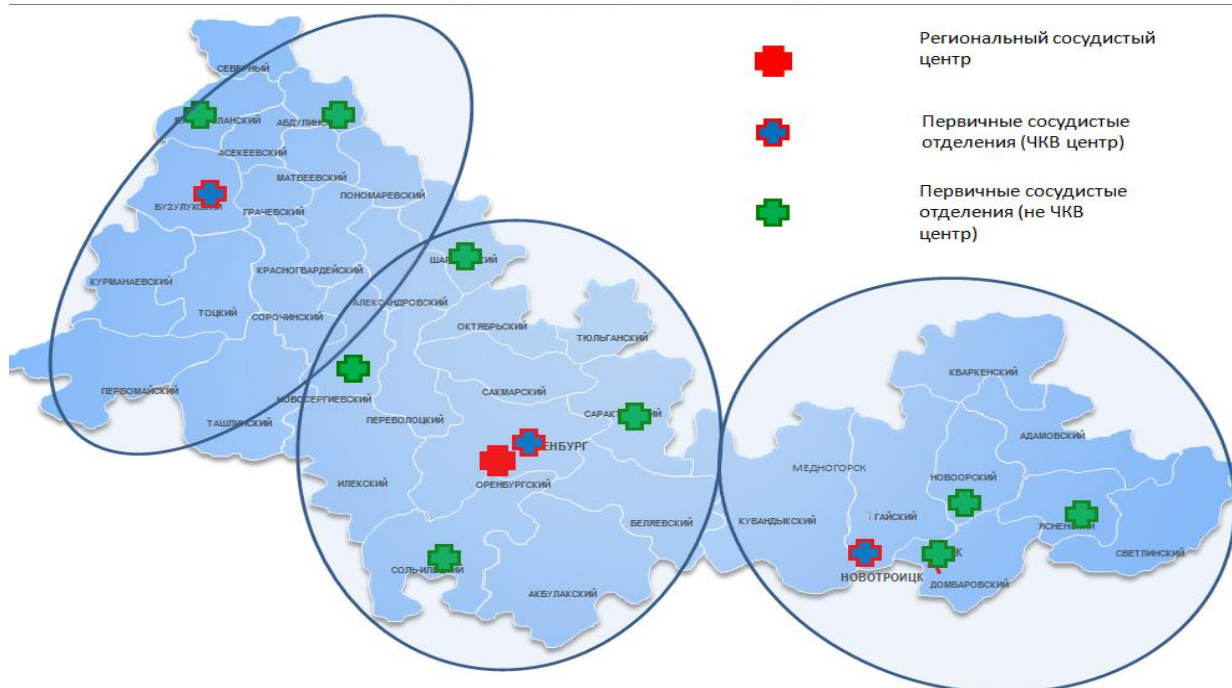 Региональный сосудистый
центр
Первичные сосудистые
отделения (ЧКВ центр)
Первичные сосудистые
отделения (не ЧКВ
центр)
СЕВЕРНЫЙ
АСЕКЕЕВСКИЙ
МАТВЕЕВСКИЙ
ПОНОМАРЕВСКИЙ
ГРАЧЕВСКИЙ
КРАСНОГВАРДЕЙСКИЙ
КУРМАНАЕВСКИЙ
АЛЕКСАНДРОВСКИЙ
ТОЦКИЙ
СОРОЧИНСКИЙ
ОКТЯБРЬСКИЙ
ТЮЛЬГАНСКИЙ
ПЕРВОМАЙСКИЙ
НОВОСЕРГИЕВСКИЙ
САКМАРСКИЙ
ТАШЛИНСКИЙ
ПЕРЕВОЛОЦКИЙ
ИЛЕКСКИЙ
ОРЕНБУРГСКИЙ
БЕЛЯЕВСКИЙ
АКБУЛАКСКИЙ
КВАРКЕНСКИЙ
АДАМОВСКИЙ
МЕДНОГОРСК
НОВООРСКИЙ
КУВАНДЫКСКИЙ
ГАЙСКИЙ
СВЕТЛИНСКИЙ
НОВОТРОИЦК
ДОМБАРОВСКИЙ